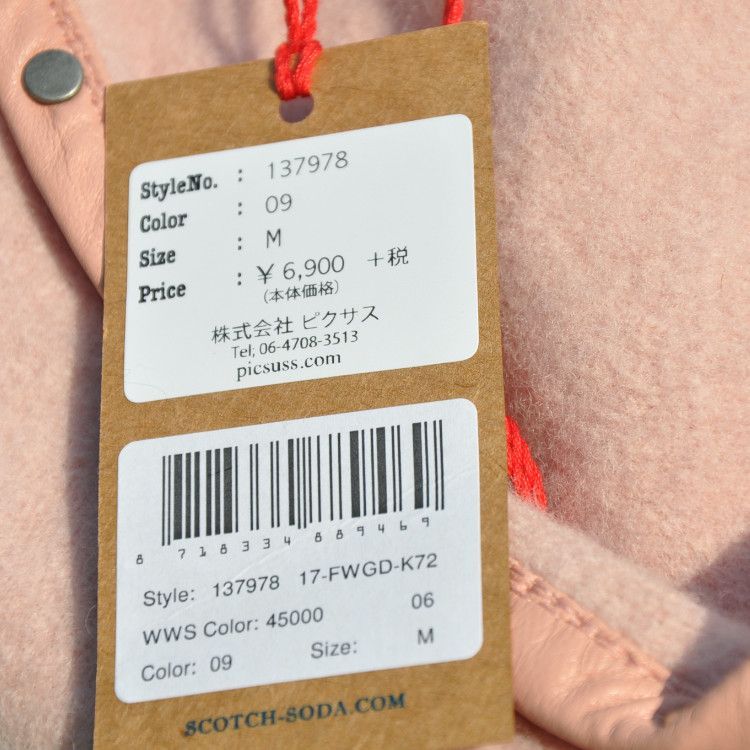 StyleNo. : 137978
Color : 09
Size : M
Price : ¥ 6,900 +税
(本体価格)
株式会社 ピクサス
Tel; 06-4708-3513
picsuss.com
8 718334 889469
Style: 137978 17-FWGD-K72
WWS Color: 45000 06
Color: 09 Size: M
SCOTCH-SODA.COM